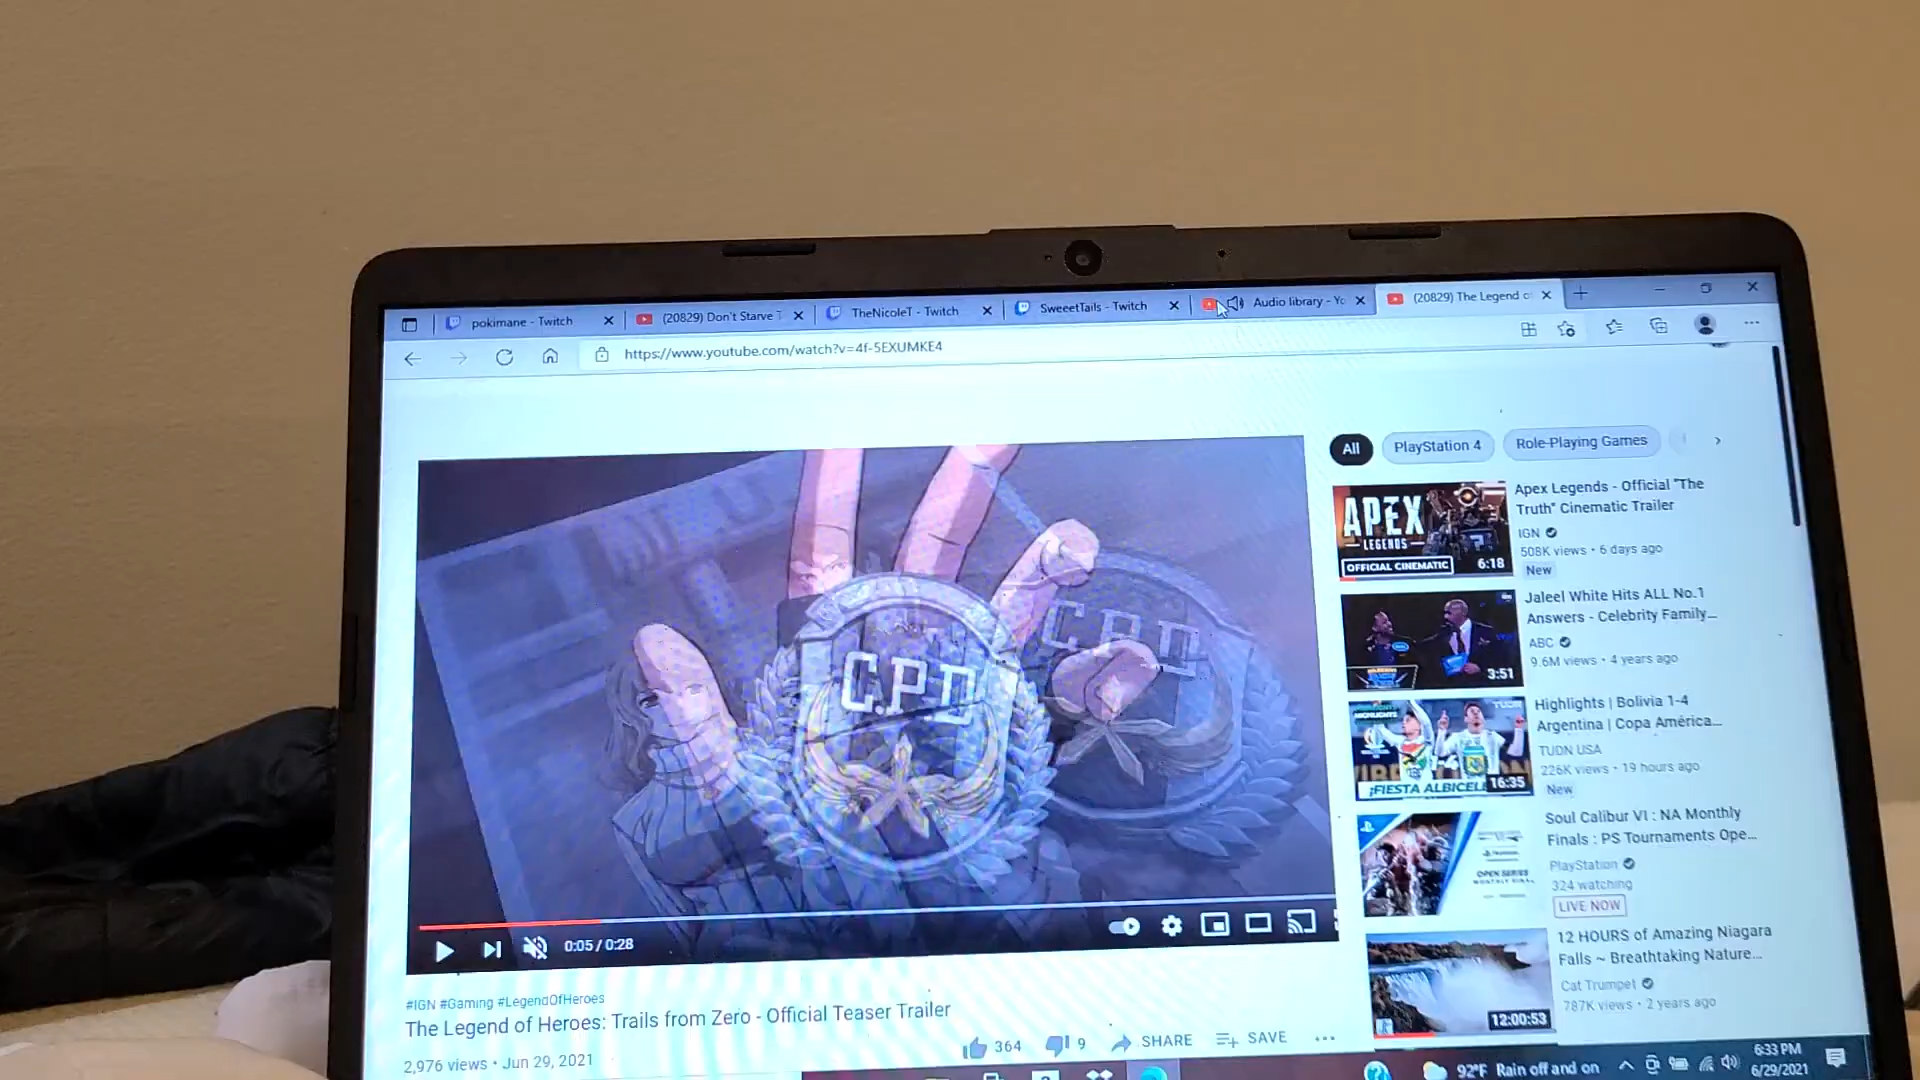 pokimane - Twitch
(20829) Don't Starve T
TheNicoleT - Twitch
SweeetTails - Twitch
Audio library - Yo
(20829) The Legend o
https://www.youtube.com/watch?v=4f-5EXUMKE4
All
PlayStation 4
Role-Playing Games
C.P.D
C.P.D
0:05 / 0:28
#IGN #Gaming #LegendOfHeroes
The Legend of Heroes: Trails from Zero - Official Teaser Trailer
2,976 views • Jun 29, 2021
364
9
SHARE
SAVE
APEX
LEGENDS
OFFICIAL CINEMATIC
6:18
Apex Legends - Official "The
Truth" Cinematic Trailer
IGN
508K views • 6 days ago
New
3:51
Jaleel White Hits ALL No.1
Answers - Celebrity Family...
ABC
9.6M views • 4 years ago
HIGHLIGHTS
TUDN
¡FIESTA ALBICEL
16:35
Highlights | Bolivia 1-4
Argentina | Copa América...
TUDN USA
226K views • 19 hours ago
New
OPEN SERIES
Soul Calibur VI : NA Monthly
Finals : PS Tournaments Ope...
PlayStation
324 watching
LIVE NOW
12:00:53
12 HOURS of Amazing Niagara
Falls ~ Breathtaking Nature...
Cat Trumpet
787K views • 2 years ago
92°F Rain off and on
6:33 PM
6/29/2021